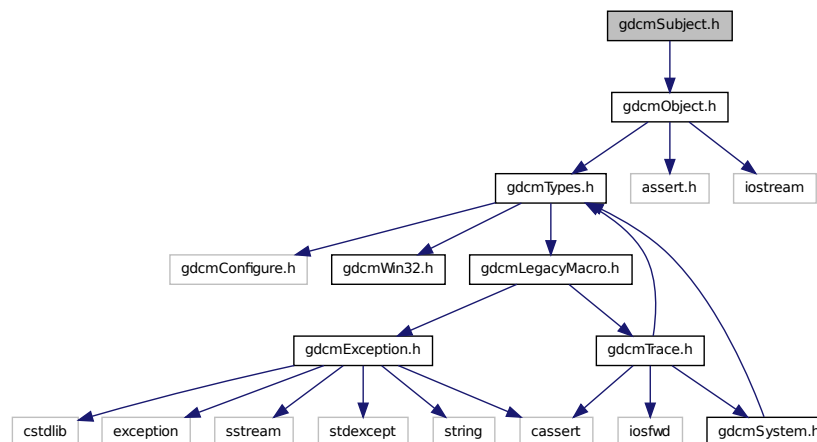 gdcmSubject.h
gdcmObject.h
gdcmTypes.h
assert.h
iostream
gdcmConfigure.h
gdcmWin32.h
gdcmLegacyMacro.h
gdcmException.h
gdcmTrace.h
cstdlib
exception
sstream
stdexcept
string
cassert
iosfwd
gdcmSystem.h